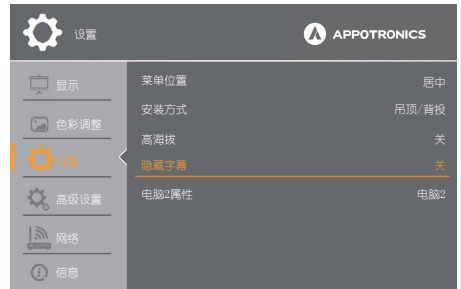 设置
APPOTRONICS
显示
色彩调整
设置
高级设置
网络
信息
菜单位置 居中
安装方式 吊顶/背投
高海拔 关
隐藏字幕 关
电脑2属性 电脑2